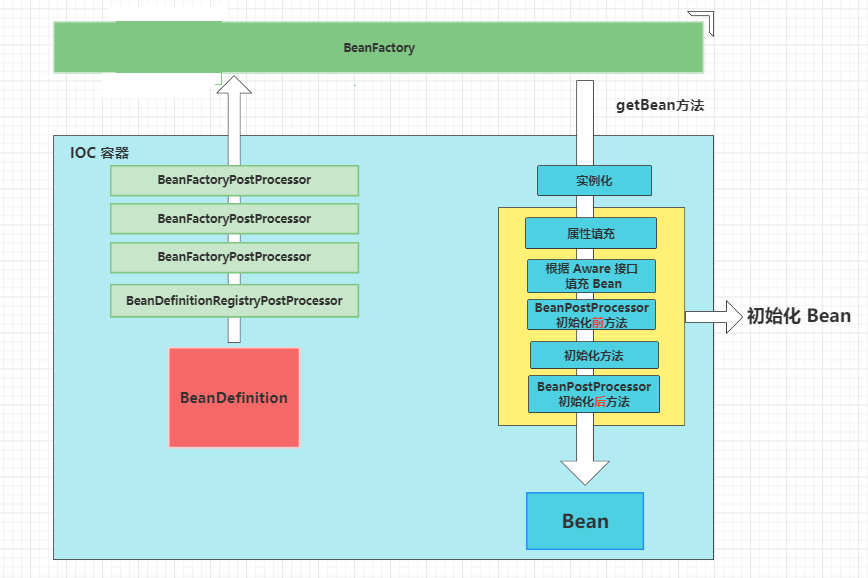 BeanFactory
getBean方法
IOC 容器
BeanFactoryPostProcessor
BeanFactoryPostProcessor
BeanFactoryPostProcessor
BeanDefinitionRegistryPostProcessor
BeanDefinition
实例化
属性填充
根据 Aware 接口
填充 Bean
BeanPostProcessor
初始化前方法
初始化方法
BeanPostProcessor
初始化后方法
初始化 Bean
Bean